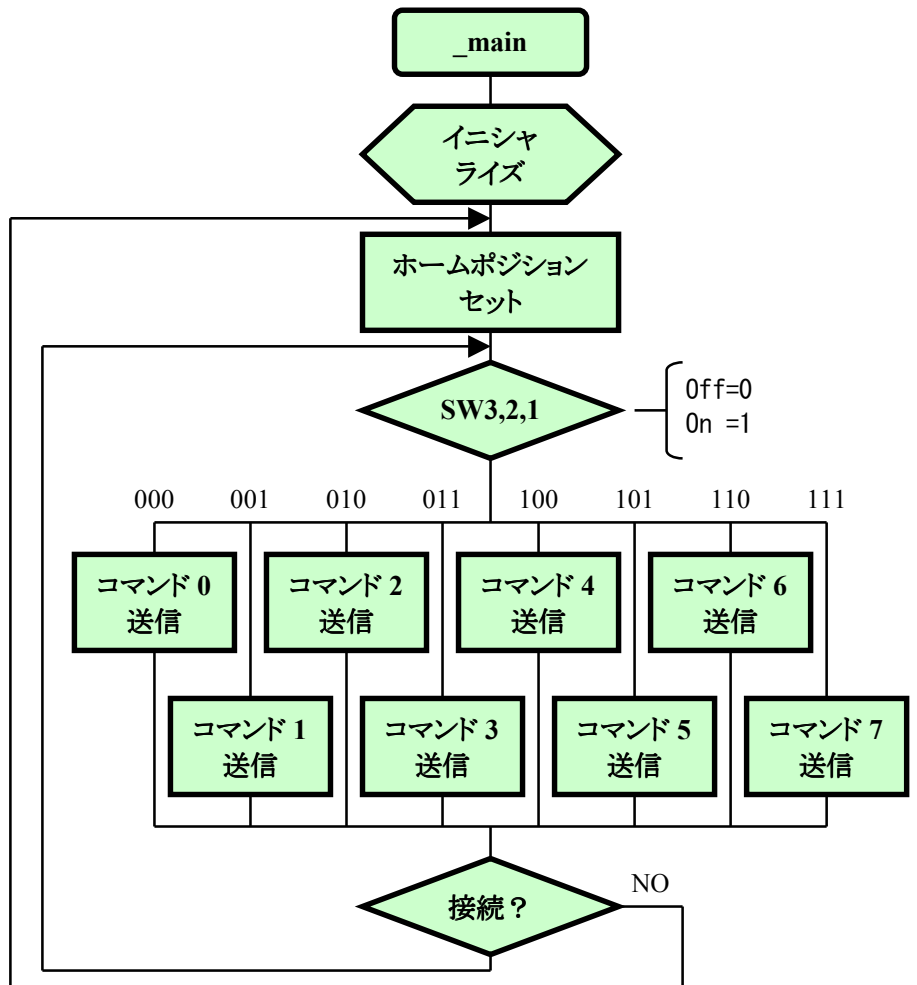 _main
イニシャ
ライズ
ホームポジション
セット
SW3,2,1
Off=0
On =1
000 001 010 011 100 101 110 111
コマンド 0
送信
コマンド 2
送信
コマンド 4
送信
コマンド 6
送信
コマンド 1
送信
コマンド 3
送信
コマンド 5
送信
コマンド 7
送信
接続？
NO